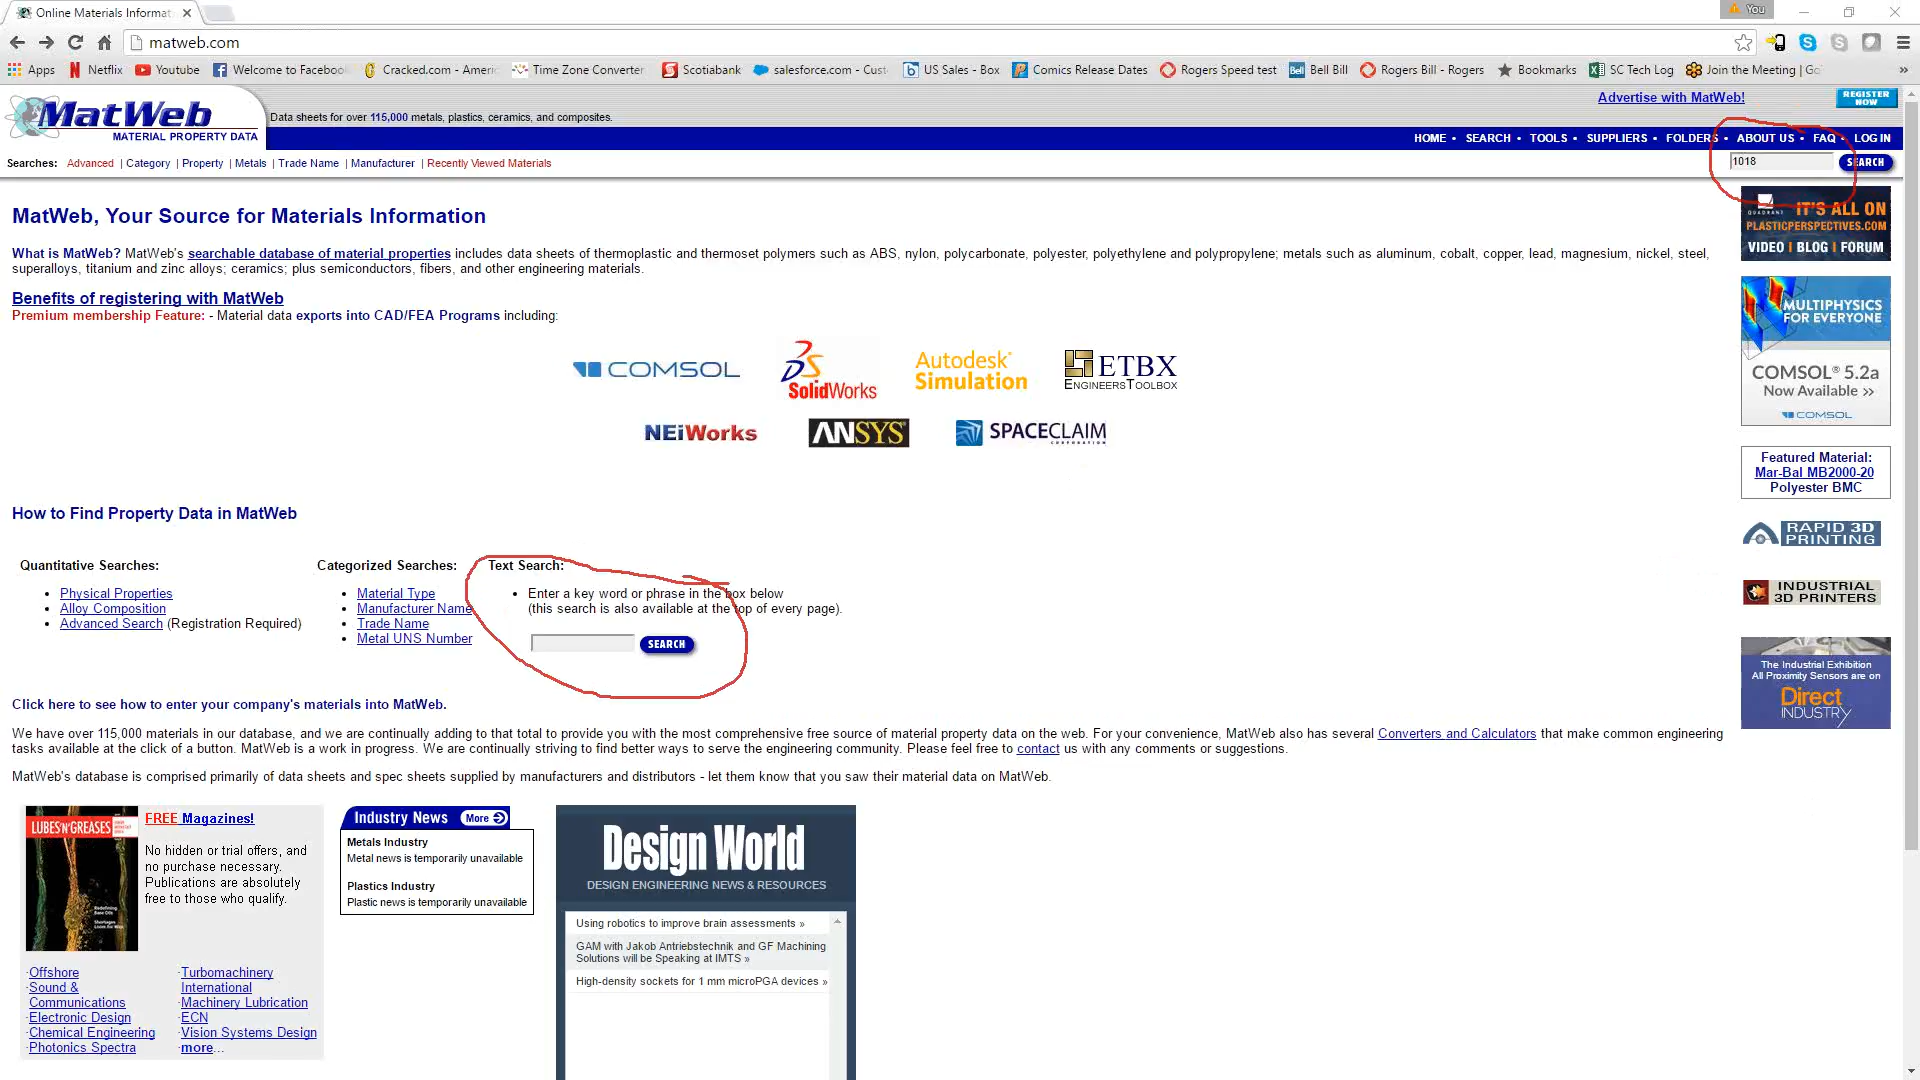 Online Materials Informat
You
matweb.com
Apps Netflix Youtube Welcome to Facebook Cracked.com - Ameri Time Zone Converter Scotiabank salesforce.com - Cust US Sales - Box Comics Release Dates Rogers Speed test Bell Bill Rogers Bill - Rogers Bookmarks SC Tech Log Join the Meeting | Go »
MatWeb
MATERIAL PROPERTY DATA
Data sheets for over 115,000 metals, plastics, ceramics, and composites.
Advertise with MatWeb!
REGISTER
NOW
HOME • SEARCH • TOOLS • SUPPLIERS • FOLDERS • ABOUT US • FAQ • LOG IN
Searches: Advanced | Category | Property | Metals | Trade Name | Manufacturer | Recently Viewed Materials
1018 SEARCH
MatWeb, Your Source for Materials Information
What is MatWeb? MatWeb's searchable database of material properties includes data sheets of thermoplastic and thermoset polymers such as ABS, nylon, polycarbonate, polyester, polyethylene and polypropylene; metals such as aluminum, cobalt, copper, lead, magnesium, nickel, steel,
superalloys, titanium and zinc alloys; ceramics; plus semiconductors, fibers, and other engineering materials.
Benefits of registering with MatWeb
Premium membership Feature: - Material data exports into CAD/FEA Programs including:
COMSOL
SolidWorks
Autodesk®
Simulation
ETBX
ENGINEERSTOOLBOX
NEiWorks
ANSYS
SPACECLAIM
CORPORATION
QUADRANT
IT'S ALL ON
PLASTICPERSPECTIVES.COM
VIDEO | BLOG | FORUM
MULTIPHYSICS
FOR EVERYONE
COMSOL® 5.2a
Now Available >>
COMSOL
Featured Material:
Mar-Bal MB2000-20
Polyester BMC
RAPID 3D
PRINTING
INDUSTRIAL
3D PRINTERS
The Industrial Exhibition
All Proximity Sensors are on
Direct
INDUSTRY
How to Find Property Data in MatWeb
Quantitative Searches:
• Physical Properties
• Alloy Composition
• Advanced Search (Registration Required)
Categorized Searches:
• Material Type
• Manufacturer Name
• Trade Name
• Metal UNS Number
Text Search:
• Enter a key word or phrase in the box below
(this search is also available at the top of every page).
SEARCH
Click here to see how to enter your company's materials into MatWeb.
We have over 115,000 materials in our database, and we are continually adding to that total to provide you with the most comprehensive free source of material property data on the web. For your convenience, MatWeb also has several Converters and Calculators that make common engineering
tasks available at the click of a button. MatWeb is a work in progress. We are continually striving to find better ways to serve the engineering community. Please feel free to contact us with any comments or suggestions.
MatWeb's database is comprised primarily of data sheets and spec sheets supplied by manufacturers and distributors - let them know that you saw their material data on MatWeb.
LUBES'N'GREASES
FREE Magazines!
No hidden or trial offers, and
no purchase necessary.
Publications are absolutely
free to those who qualify.
·Offshore
·Sound &
Communications
·Electronic Design
·Chemical Engineering
·Photonics Spectra
·Turbomachinery
International
·Machinery Lubrication
·ECN
·Vision Systems Design
·more...
Industry News More
Metals Industry
Metal news is temporarily unavailable
Plastics Industry
Plastic news is temporarily unavailable
Design World
DESIGN ENGINEERING NEWS & RESOURCES
Using robotics to improve brain assessments »
GAM with Jakob Antriebstechnik and GF Machining
Solutions will be Speaking at IMTS »
High-density sockets for 1 mm microPGA devices »